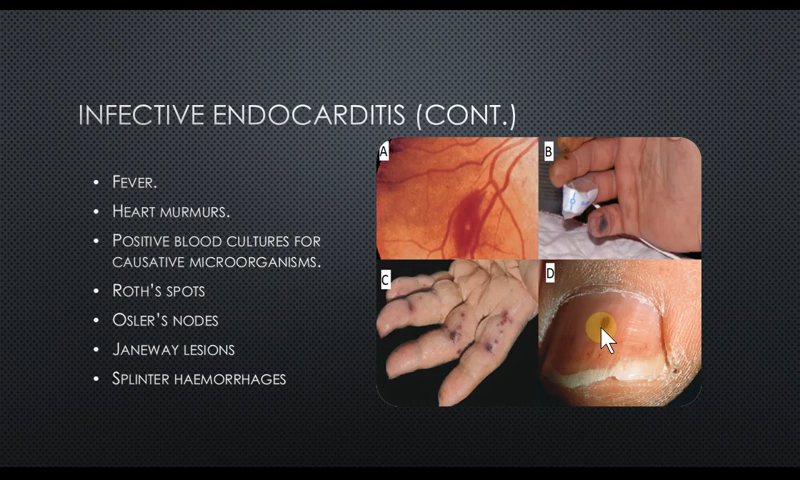 INFECTIVE ENDOCARDITIS (CONT.)
FEVER.
HEART MURMURS.
POSITIVE BLOOD CULTURES FOR
CAUSATIVE MICROORGANISMS.
ROTH'S SPOTS
OSLER'S NODES
JANEWAY LESIONS
SPLINTER HAEMORRHAGES
A
B
C
D